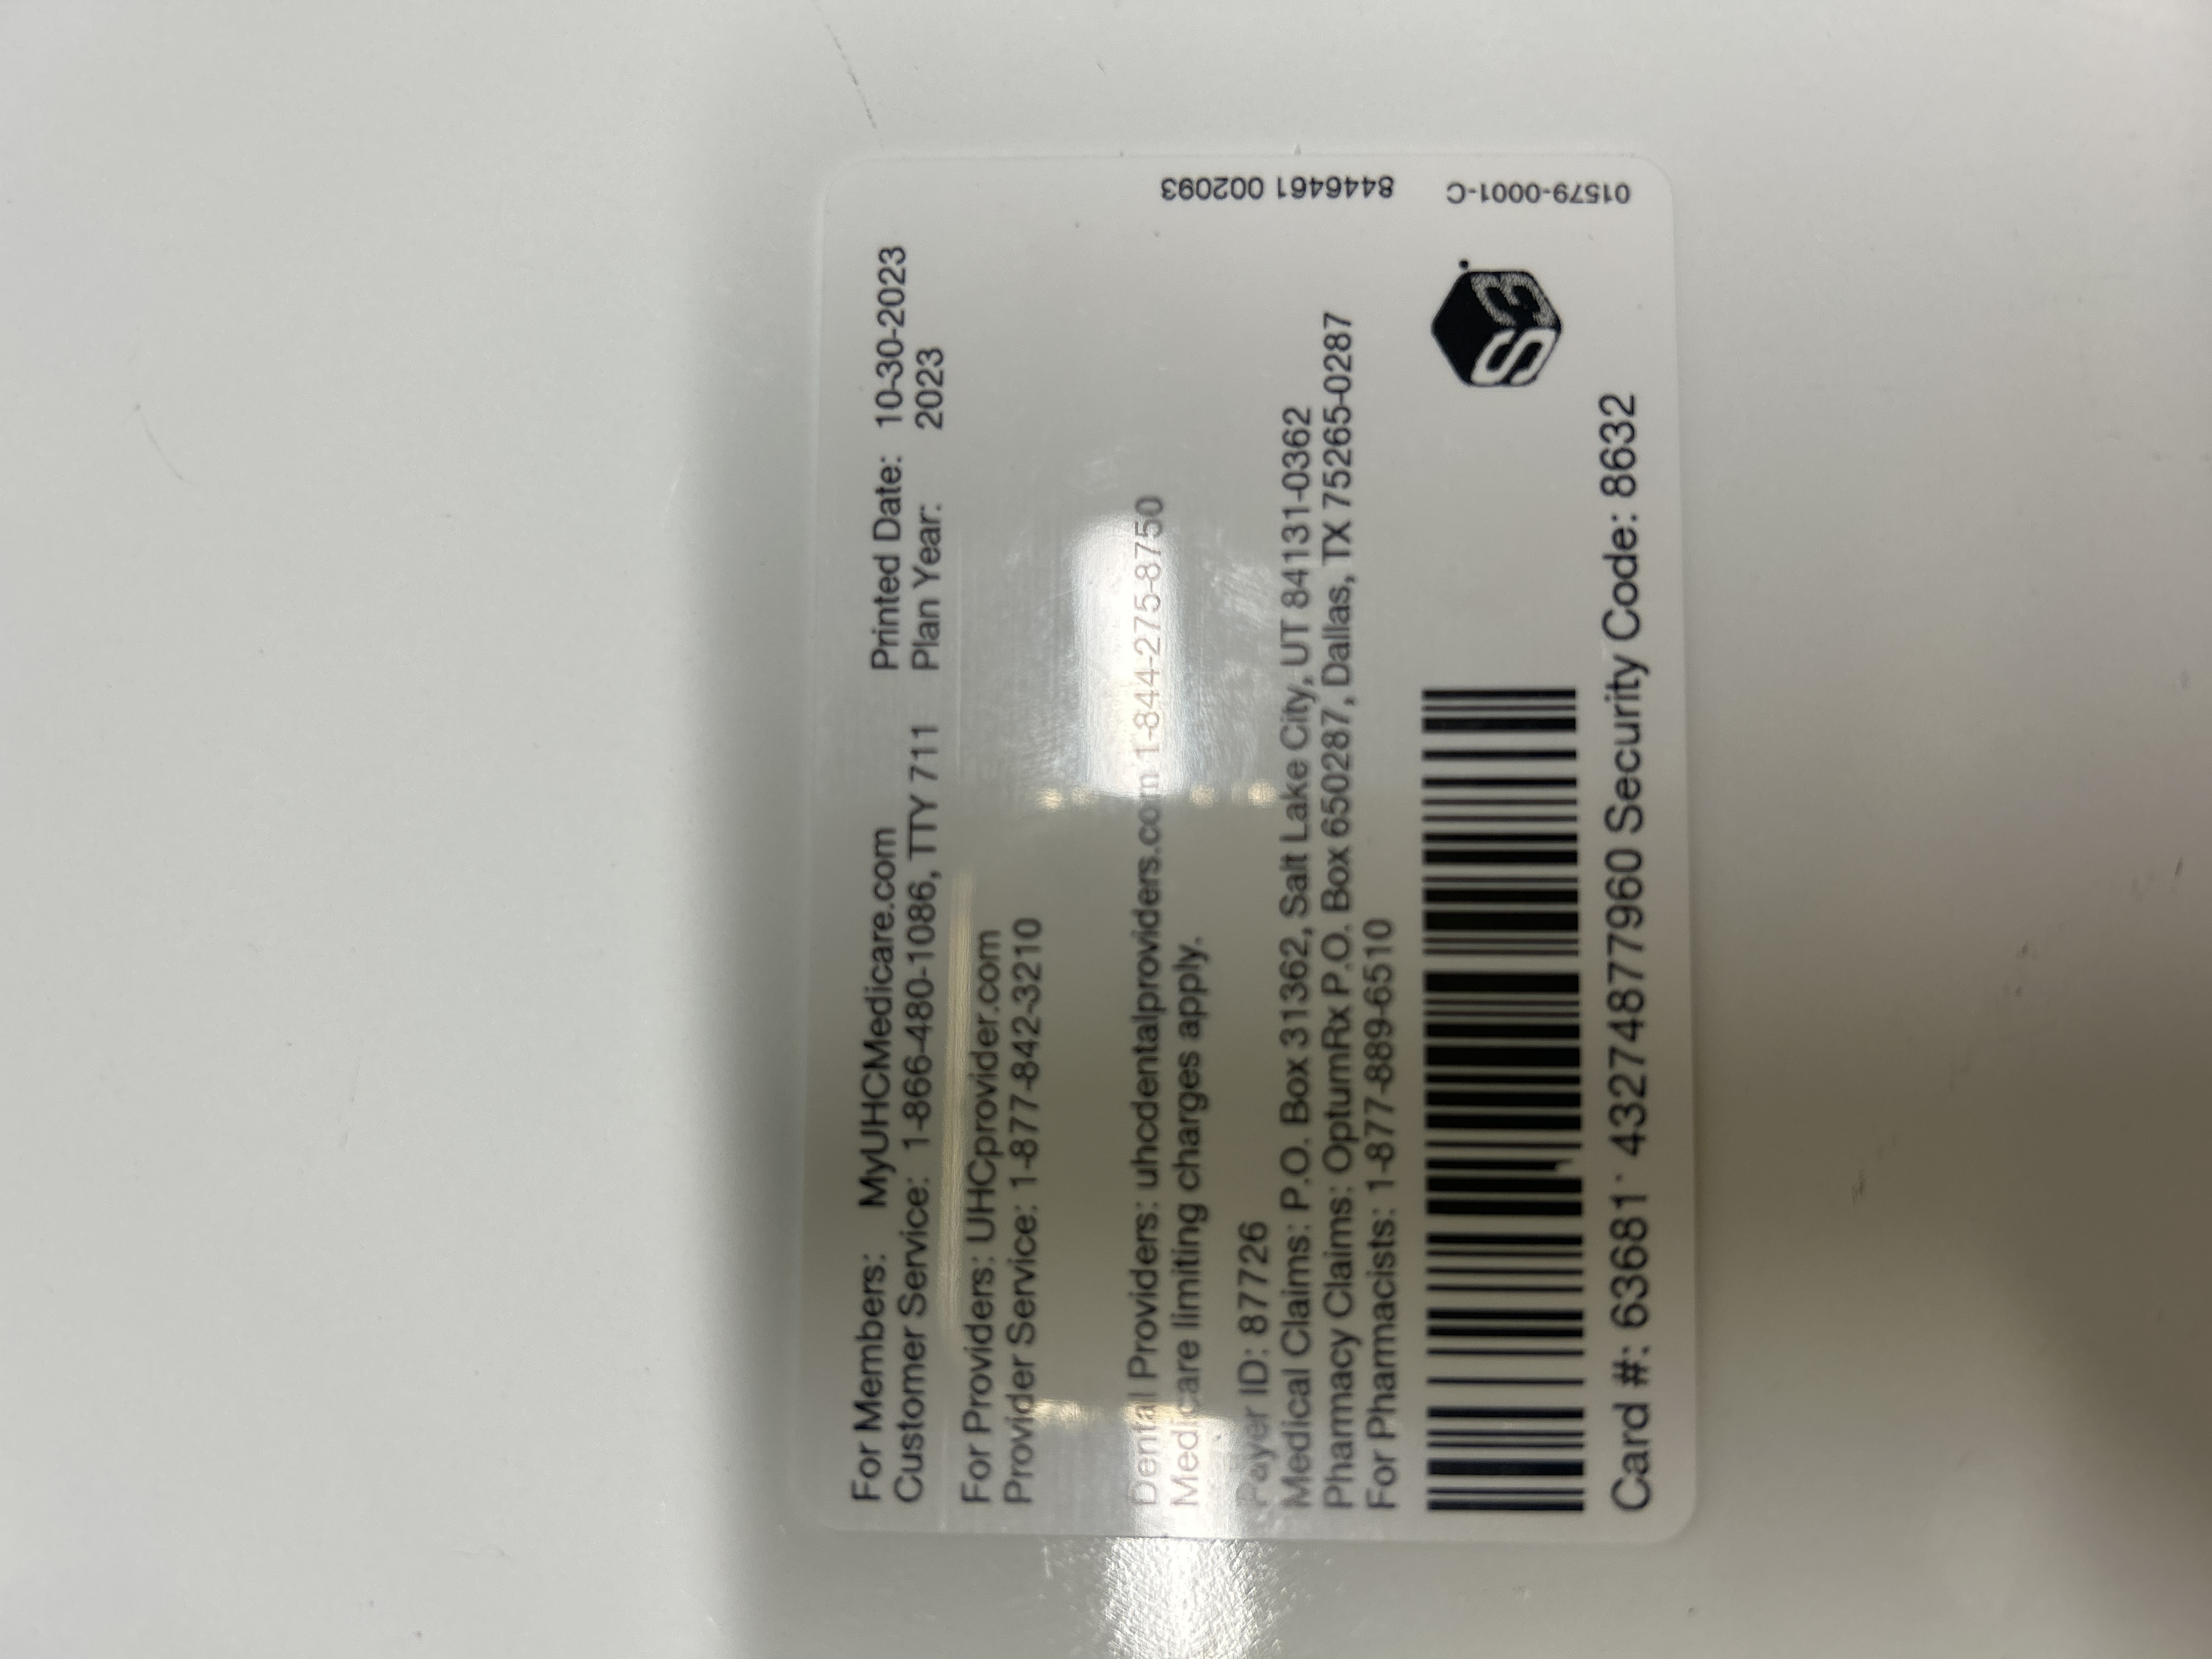 For Members: MyUHCMedicare.com Printed Date: 10-30-2023
Customer Service: 1-866-480-1086, TTY 711 Plan Year: 2023
For Providers: UHCprovider.com
Provider Service: 1-877-842-3210
Dental Providers: uhcdentalproviders.com 1-844-275-8750
Medicare limiting charges apply.
Payer ID: 87726
Medical Claims: P.O. Box 31362, Salt Lake City, UT 84131-0362
Pharmacy Claims: OptumRx P.O. Box 650287, Dallas, TX 75265-0287
For Pharmacists: 1-877-889-6510
S3
Card #: 63681 43274877960 Security Code: 8632
8446461 002093
01579-0001-C